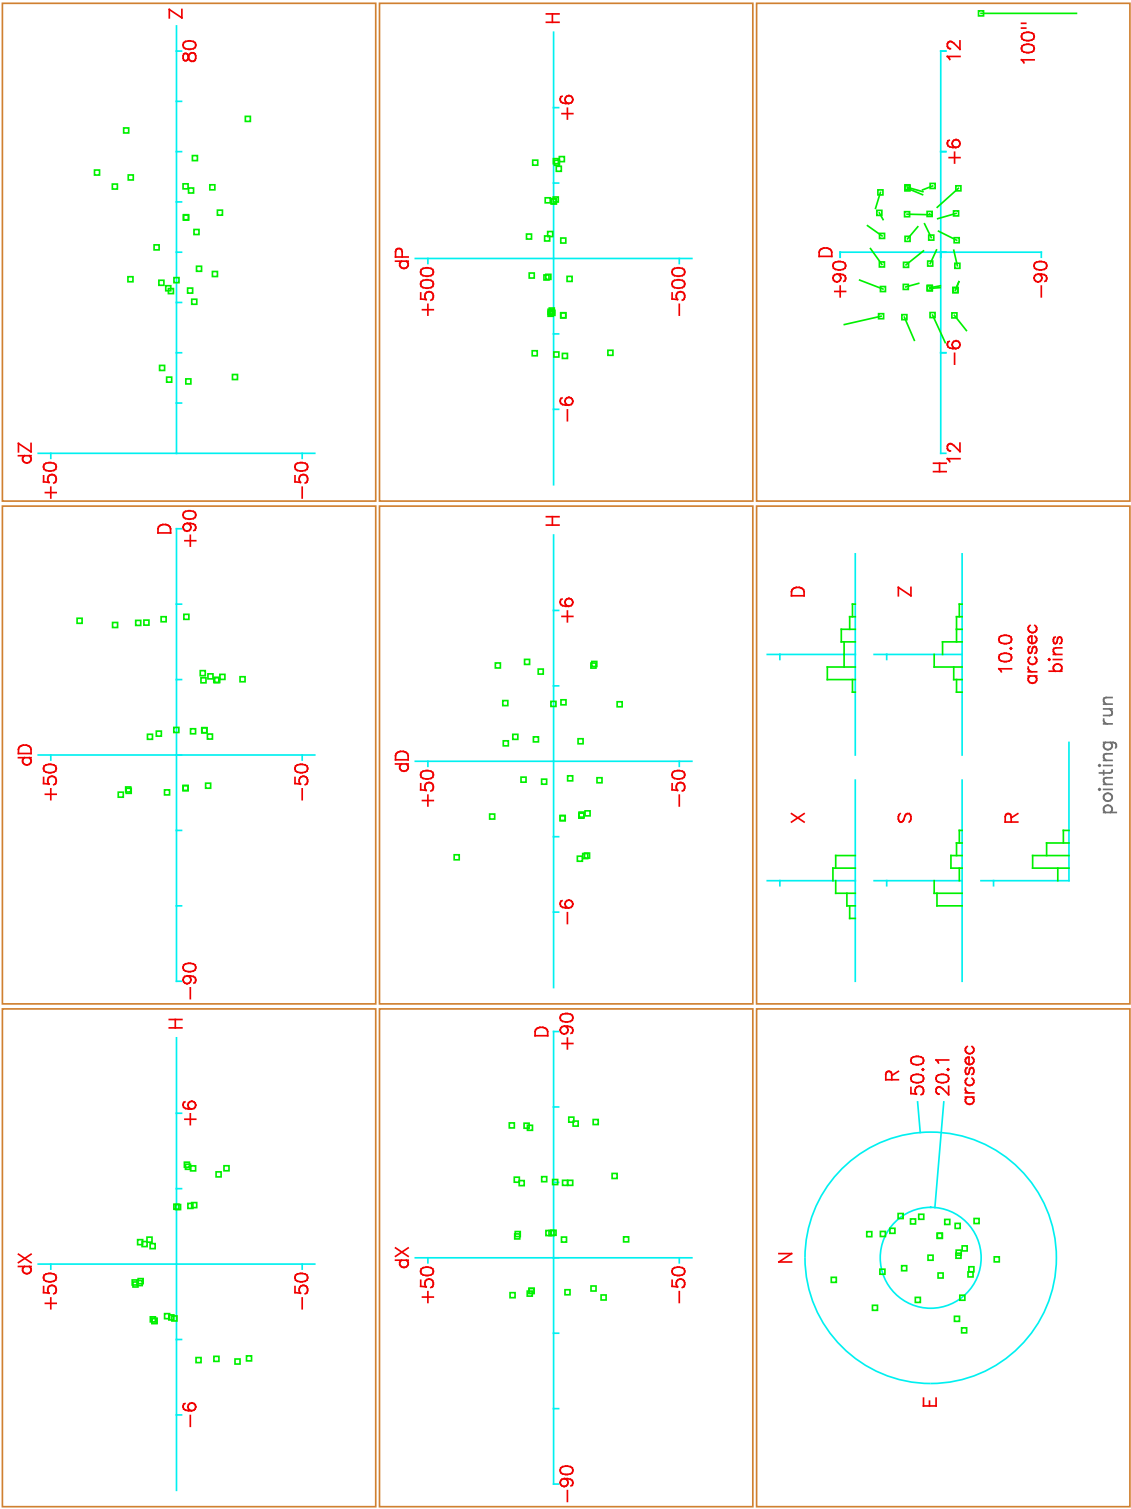 dX
+50
H
-6
+6
-50
dD
+50
D
-90
+90
-50
dZ
+50
Z
80
-50
dX
+50
D
-90
+90
-50
dD
+50
H
-6
+6
-50
dP
+500
H
-6
+6
-500
N
E
R
50.0
20.1
arcsec
X
D
S
Z
R
10.0
arcsec
bins
pointing run
D
+90
H
12
-6
+6
12
100"
-90